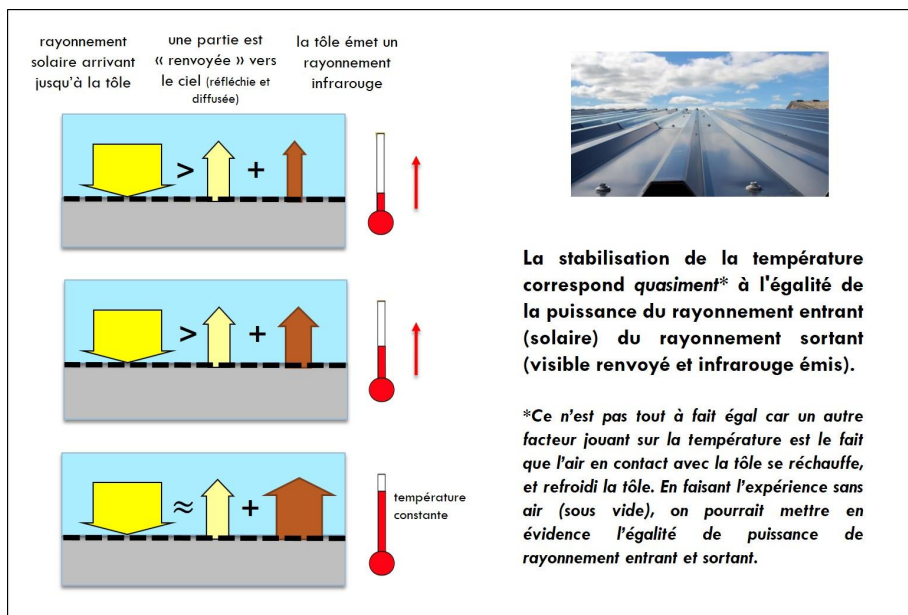 rayonnement
solaire arrivant
jusqu'à la tôle
une partie est
« renvoyée » vers
le ciel (réfléchie et
diffusée)
la tôle émet un
rayonnement
infrarouge
> +
> +
≈ +
température
constante
La stabilisation de la température
correspond quasiment* à l'égalité de
la puissance du rayonnement entrant
(solaire) du rayonnement sortant
(visible renvoyé et infrarouge émis).
*Ce n'est pas tout à fait égal car un autre
facteur jouant sur la température est le fait
que l'air en contact avec la tôle se réchauffe,
et refroidi la tôle. En faisant l'expérience sans
air (sous vide), on pourrait mettre en
évidence l'égalité de puissance de
rayonnement entrant et sortant.